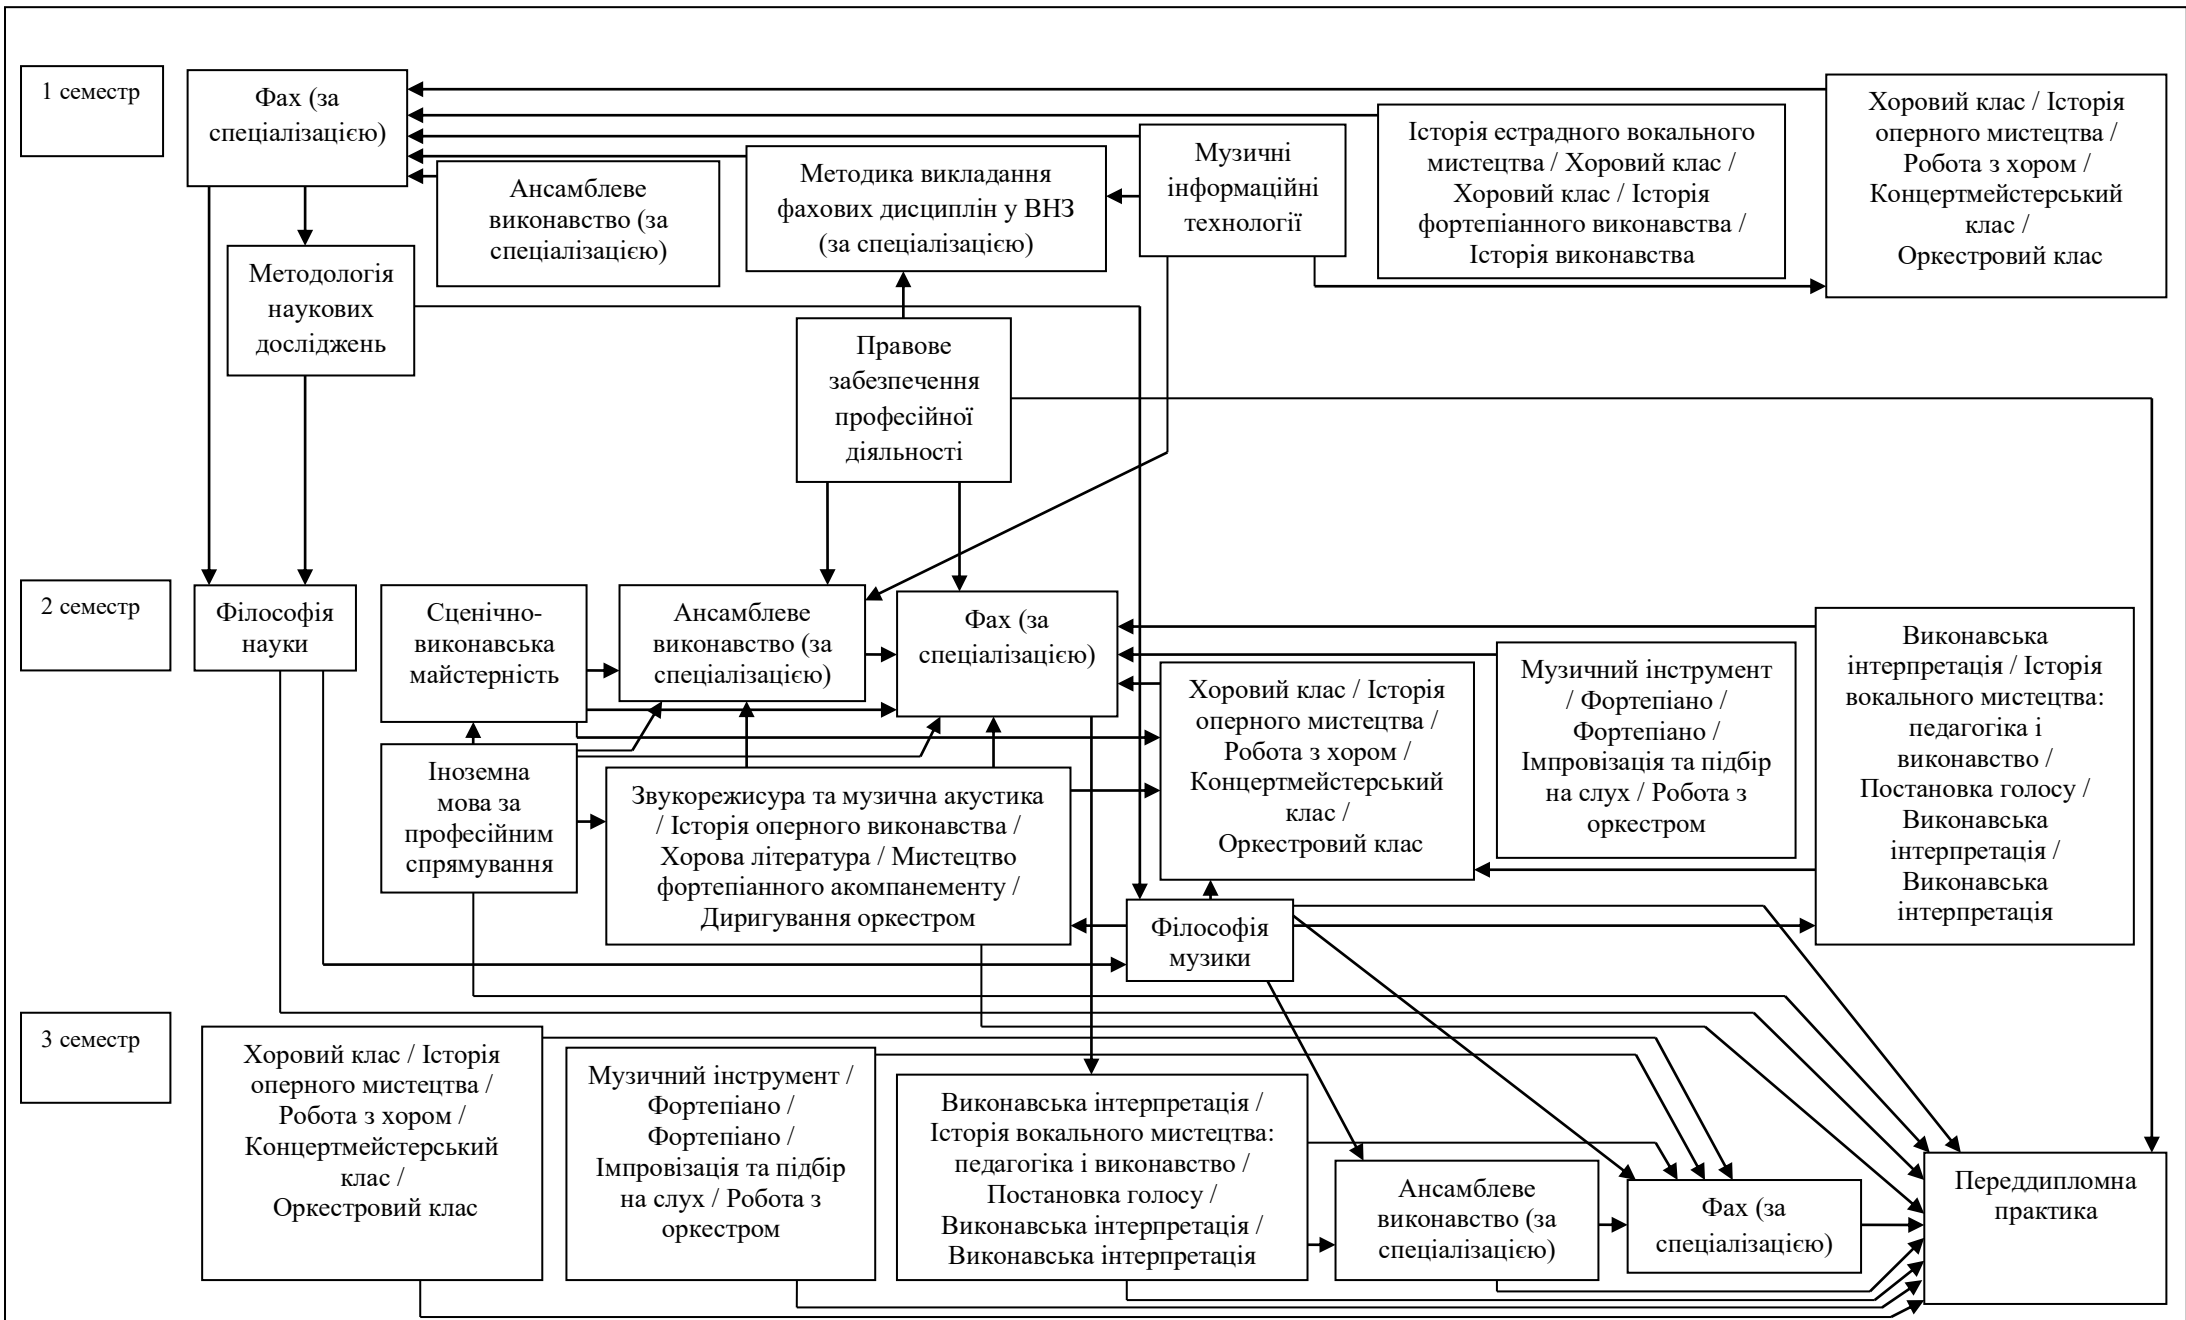 1 семестр
Фах (за
спеціалізацією)
Ансамблеве
виконавство (за
спеціалізацією)
Методика викладання
фахових дисциплін у ВНЗ
(за спеціалізацією)
Музичні
інформаційні
технології
Історія естрадного вокального
мистецтва / Хоровий клас /
Хоровий клас / Історія
фортепіанного виконавства /
Історія виконавства
Хоровий клас / Історія
оперного мистецтва /
Робота з хором /
Концертмейстерський
клас /
Оркестровий клас
Методологія
наукових
досліджень
Правове
забезпечення
професійної
діяльності
2 семестр
Філософія
науки
Сценічно-
виконавська
майстерність
Ансамблеве
виконавство (за
спеціалізацією)
Фах (за
спеціалізацією)
Хоровий клас / Історія
оперного мистецтва /
Робота з хором /
Концертмейстерський
клас /
Оркестровий клас
Музичний інструмент
/ Фортепіано /
Фортепіано /
Імпровізація та підбір
на слух / Робота з
оркестром
Виконавська
інтерпретація / Історія
вокального мистецтва:
педагогіка і
виконавство /
Постановка голосу /
Виконавська
інтерпретація /
Виконавська
інтерпретація
Іноземна
мова за
професійним
спрямування
Звукорежисура та музична акустика
/ Історія оперного виконавства /
Хорова література / Мистецтво
фортепіанного акомпанементу /
Диригування оркестром
Філософія
музики
3 семестр
Хоровий клас / Історія
оперного мистецтва /
Робота з хором /
Концертмейстерський
клас /
Оркестровий клас
Музичний інструмент /
Фортепіано /
Фортепіано /
Імпровізація та підбір
на слух / Робота з
оркестром
Виконавська інтерпретація /
Історія вокального мистецтва:
педагогіка і виконавство /
Постановка голосу /
Виконавська інтерпретація /
Виконавська інтерпретація
Ансамблеве
виконавство (за
спеціалізацією)
Фах (за
спеціалізацією)
Переддипломна
практика